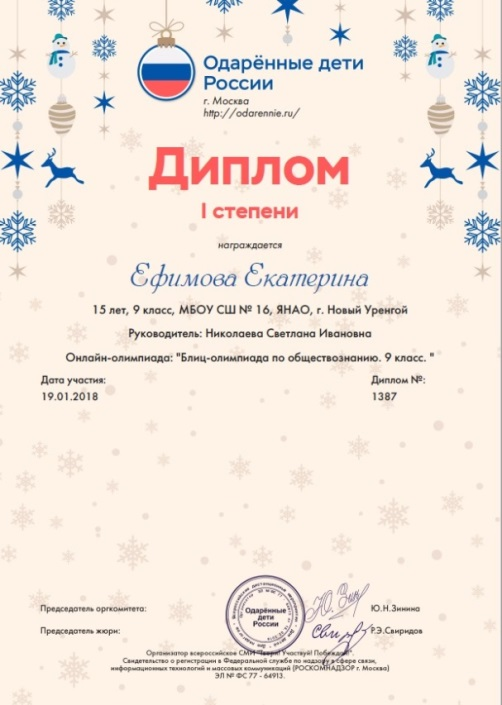 Одарённые дети
России
г. Москва
http://odarennie.ru/
Диплом
I степени
награждается
Ефимова Екатерина
15 лет, 9 класс, МБОУ СШ № 16, ЯНАО, г. Новый Уренгой
Руководитель: Николаева Светлана Ивановна
Онлайн-олимпиада: "Блиц-олимпиада по обществознанию. 9 класс. "
Дата участия:
Диплом №:
19.01.2018
1387
Председатель оргкомитета:
Ю.Н.Зинина
Одарённые
дети
России
Председатель жюри:
Р.Э.Свиридов
Организатор всероссийское СМИ "Твори! Участвуй! Побеждай!".
Свидетельство о регистрации в Федеральной службе по надзору в сфере связи,
информационных технологий и массовых коммуникаций (РОСКОМНАДЗОР г. Москва)
ЭЛ № ФС 77 - 64913.